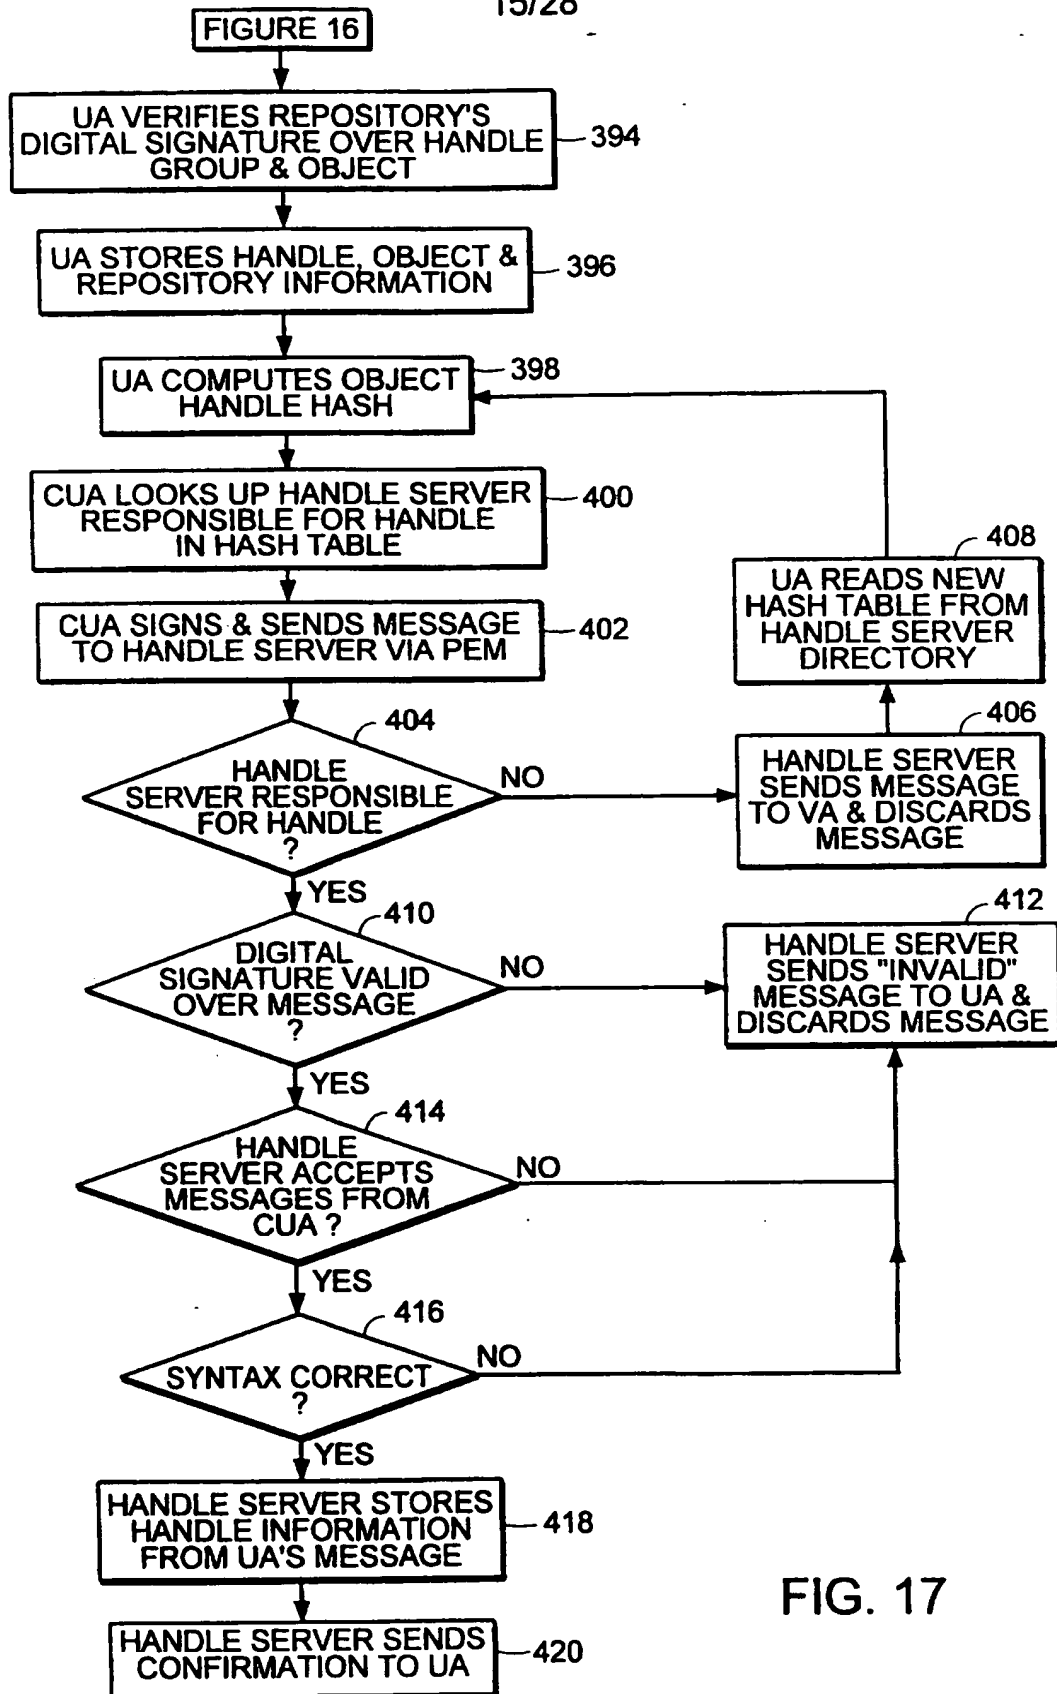 15/28
FIGURE 16
UA VERIFIES REPOSITORY'S
DIGITAL SIGNATURE OVER HANDLE
GROUP & OBJECT
394
UA STORES HANDLE, OBJECT &
REPOSITORY INFORMATION
396
UA COMPUTES OBJECT
HANDLE HASH
398
CUA LOOKS UP HANDLE SERVER
RESPONSIBLE FOR HANDLE
IN HASH TABLE
400
CUA SIGNS & SENDS MESSAGE
TO HANDLE SERVER VIA PEM
402
404
HANDLE
SERVER RESPONSIBLE
FOR HANDLE
?
NO
YES
408
UA READS NEW
HASH TABLE FROM
HANDLE SERVER
DIRECTORY
406
HANDLE SERVER
SENDS MESSAGE
TO VA & DISCARDS
MESSAGE
410
DIGITAL
SIGNATURE VALID
OVER MESSAGE
?
NO
YES
412
HANDLE SERVER
SENDS "INVALID"
MESSAGE TO UA &
DISCARDS MESSAGE
414
HANDLE
SERVER ACCEPTS
MESSAGES FROM
CUA ?
NO
YES
416
SYNTAX CORRECT
?
NO
YES
HANDLE SERVER STORES
HANDLE INFORMATION
FROM UA'S MESSAGE
418
HANDLE SERVER SENDS
CONFIRMATION TO UA
420
FIG. 17